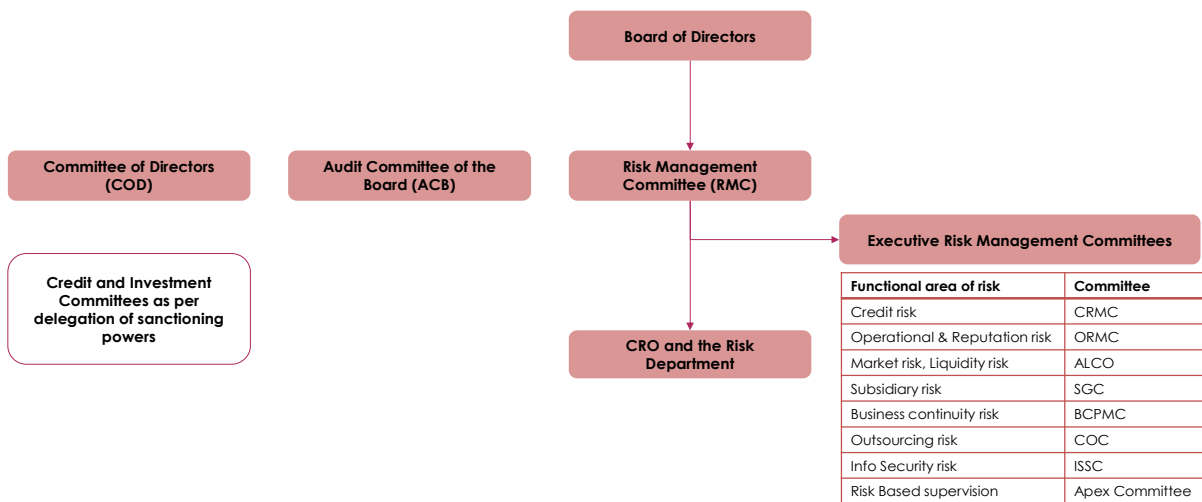 Board of Directors
Committee of Directors
(COD)
Audit Committee of the
Board (ACB)
Risk Management
Committee (RMC)
Executive Risk Management Committees
Credit and Investment
Committees as per
delegation of sanctioning
powers
CRO and the Risk
Department
Functional area of risk Committee
Credit risk CRMC
Operational & Reputation risk ORMC
Market risk, Liquidity risk ALCO
Subsidiary risk SGC
Business continuity risk BCPMC
Outsourcing risk COC
Info Security risk ISSC
Risk Based supervision Apex Committee